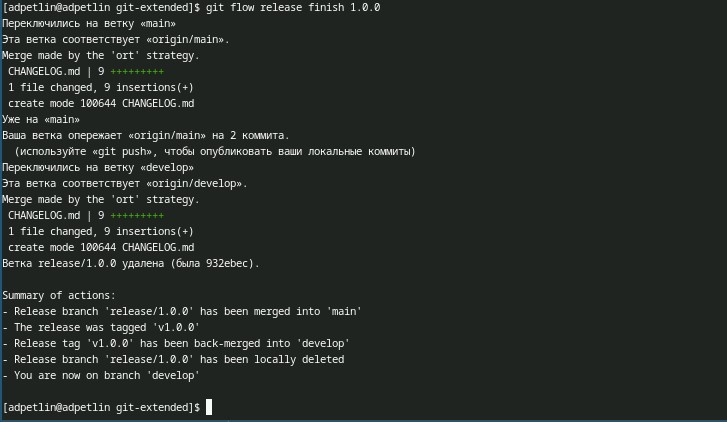 [adpetlin@adpetlin git-extended]$ git flow release finish 1.0.0
Переключились на ветку «main»
Эта ветка соответствует «origin/main».
Merge made by the 'ort' strategy.
 CHANGELOG.md | 9 +++++++++
 1 file changed, 9 insertions(+)
 create mode 100644 CHANGELOG.md
Уже на «main»
Ваша ветка опережает «origin/main» на 2 коммита.
  (используйте «git push», чтобы опубликовать ваши локальные коммиты)
Переключились на ветку «develop»
Эта ветка соответствует «origin/develop».
Merge made by the 'ort' strategy.
 CHANGELOG.md | 9 +++++++++
 1 file changed, 9 insertions(+)
 create mode 100644 CHANGELOG.md
Ветка release/1.0.0 удалена (была 932ebec).

Summary of actions:
- Release branch 'release/1.0.0' has been merged into 'main'
- The release was tagged 'v1.0.0'
- Release tag 'v1.0.0' has been back-merged into 'develop'
- Release branch 'release/1.0.0' has been locally deleted
- You are now on branch 'develop'

[adpetlin@adpetlin git-extended]$